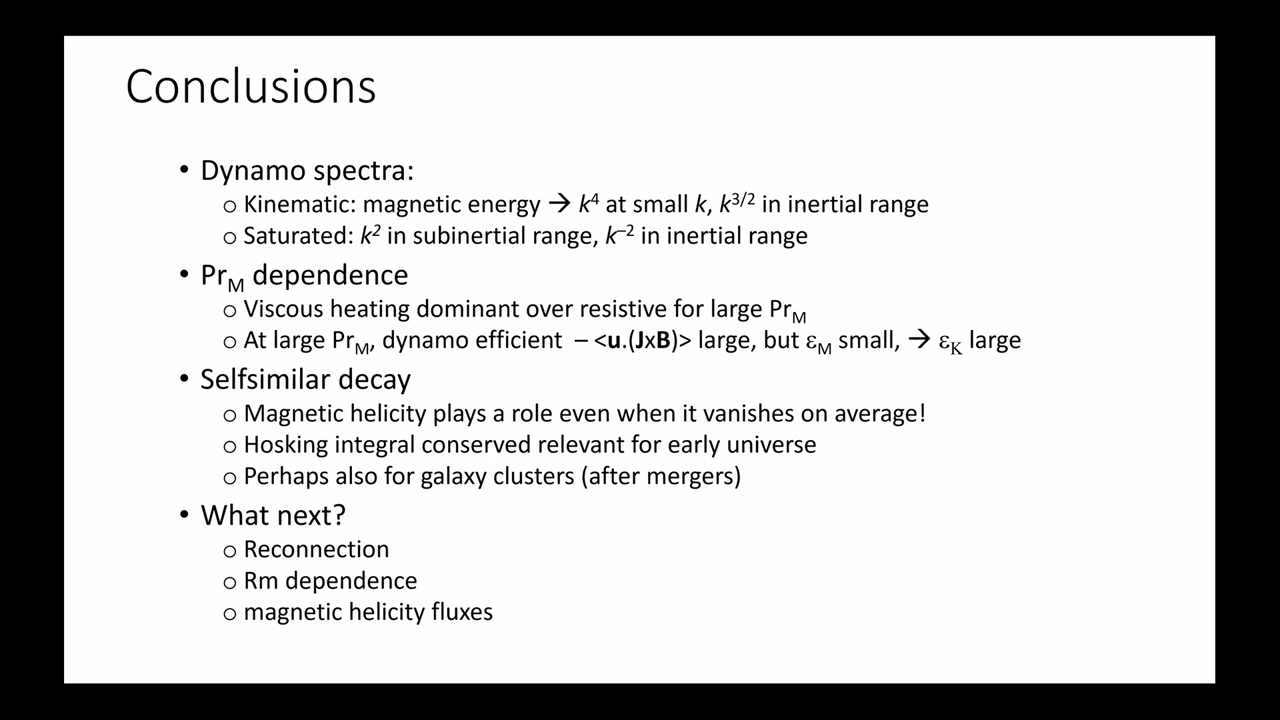 Conclusions
• Dynamo spectra:
o Kinematic: magnetic energy → k⁴ at small k, k³ᐟ² in inertial range
o Saturated: k² in subinertial range, k⁻² in inertial range
• Pr_M dependence
o Viscous heating dominant over resistive for large Pr_M
o At large Pr_M, dynamo efficient – <u.(JxB)> large, but ε_M small, → ε_K large
• Selfsimilar decay
o Magnetic helicity plays a role even when it vanishes on average!
o Hosking integral conserved relevant for early universe
o Perhaps also for galaxy clusters (after mergers)
• What next?
o Reconnection
o Rm dependence
o magnetic helicity fluxes